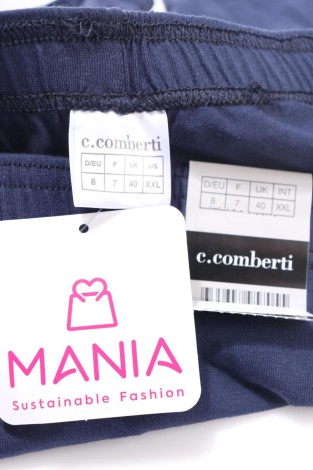 c.comberti
D/EU F UK US
8 7 40 XXL
D/EU F UK INT
8 7 40 XXL
c.comberti
MANIA
Sustainable Fashion